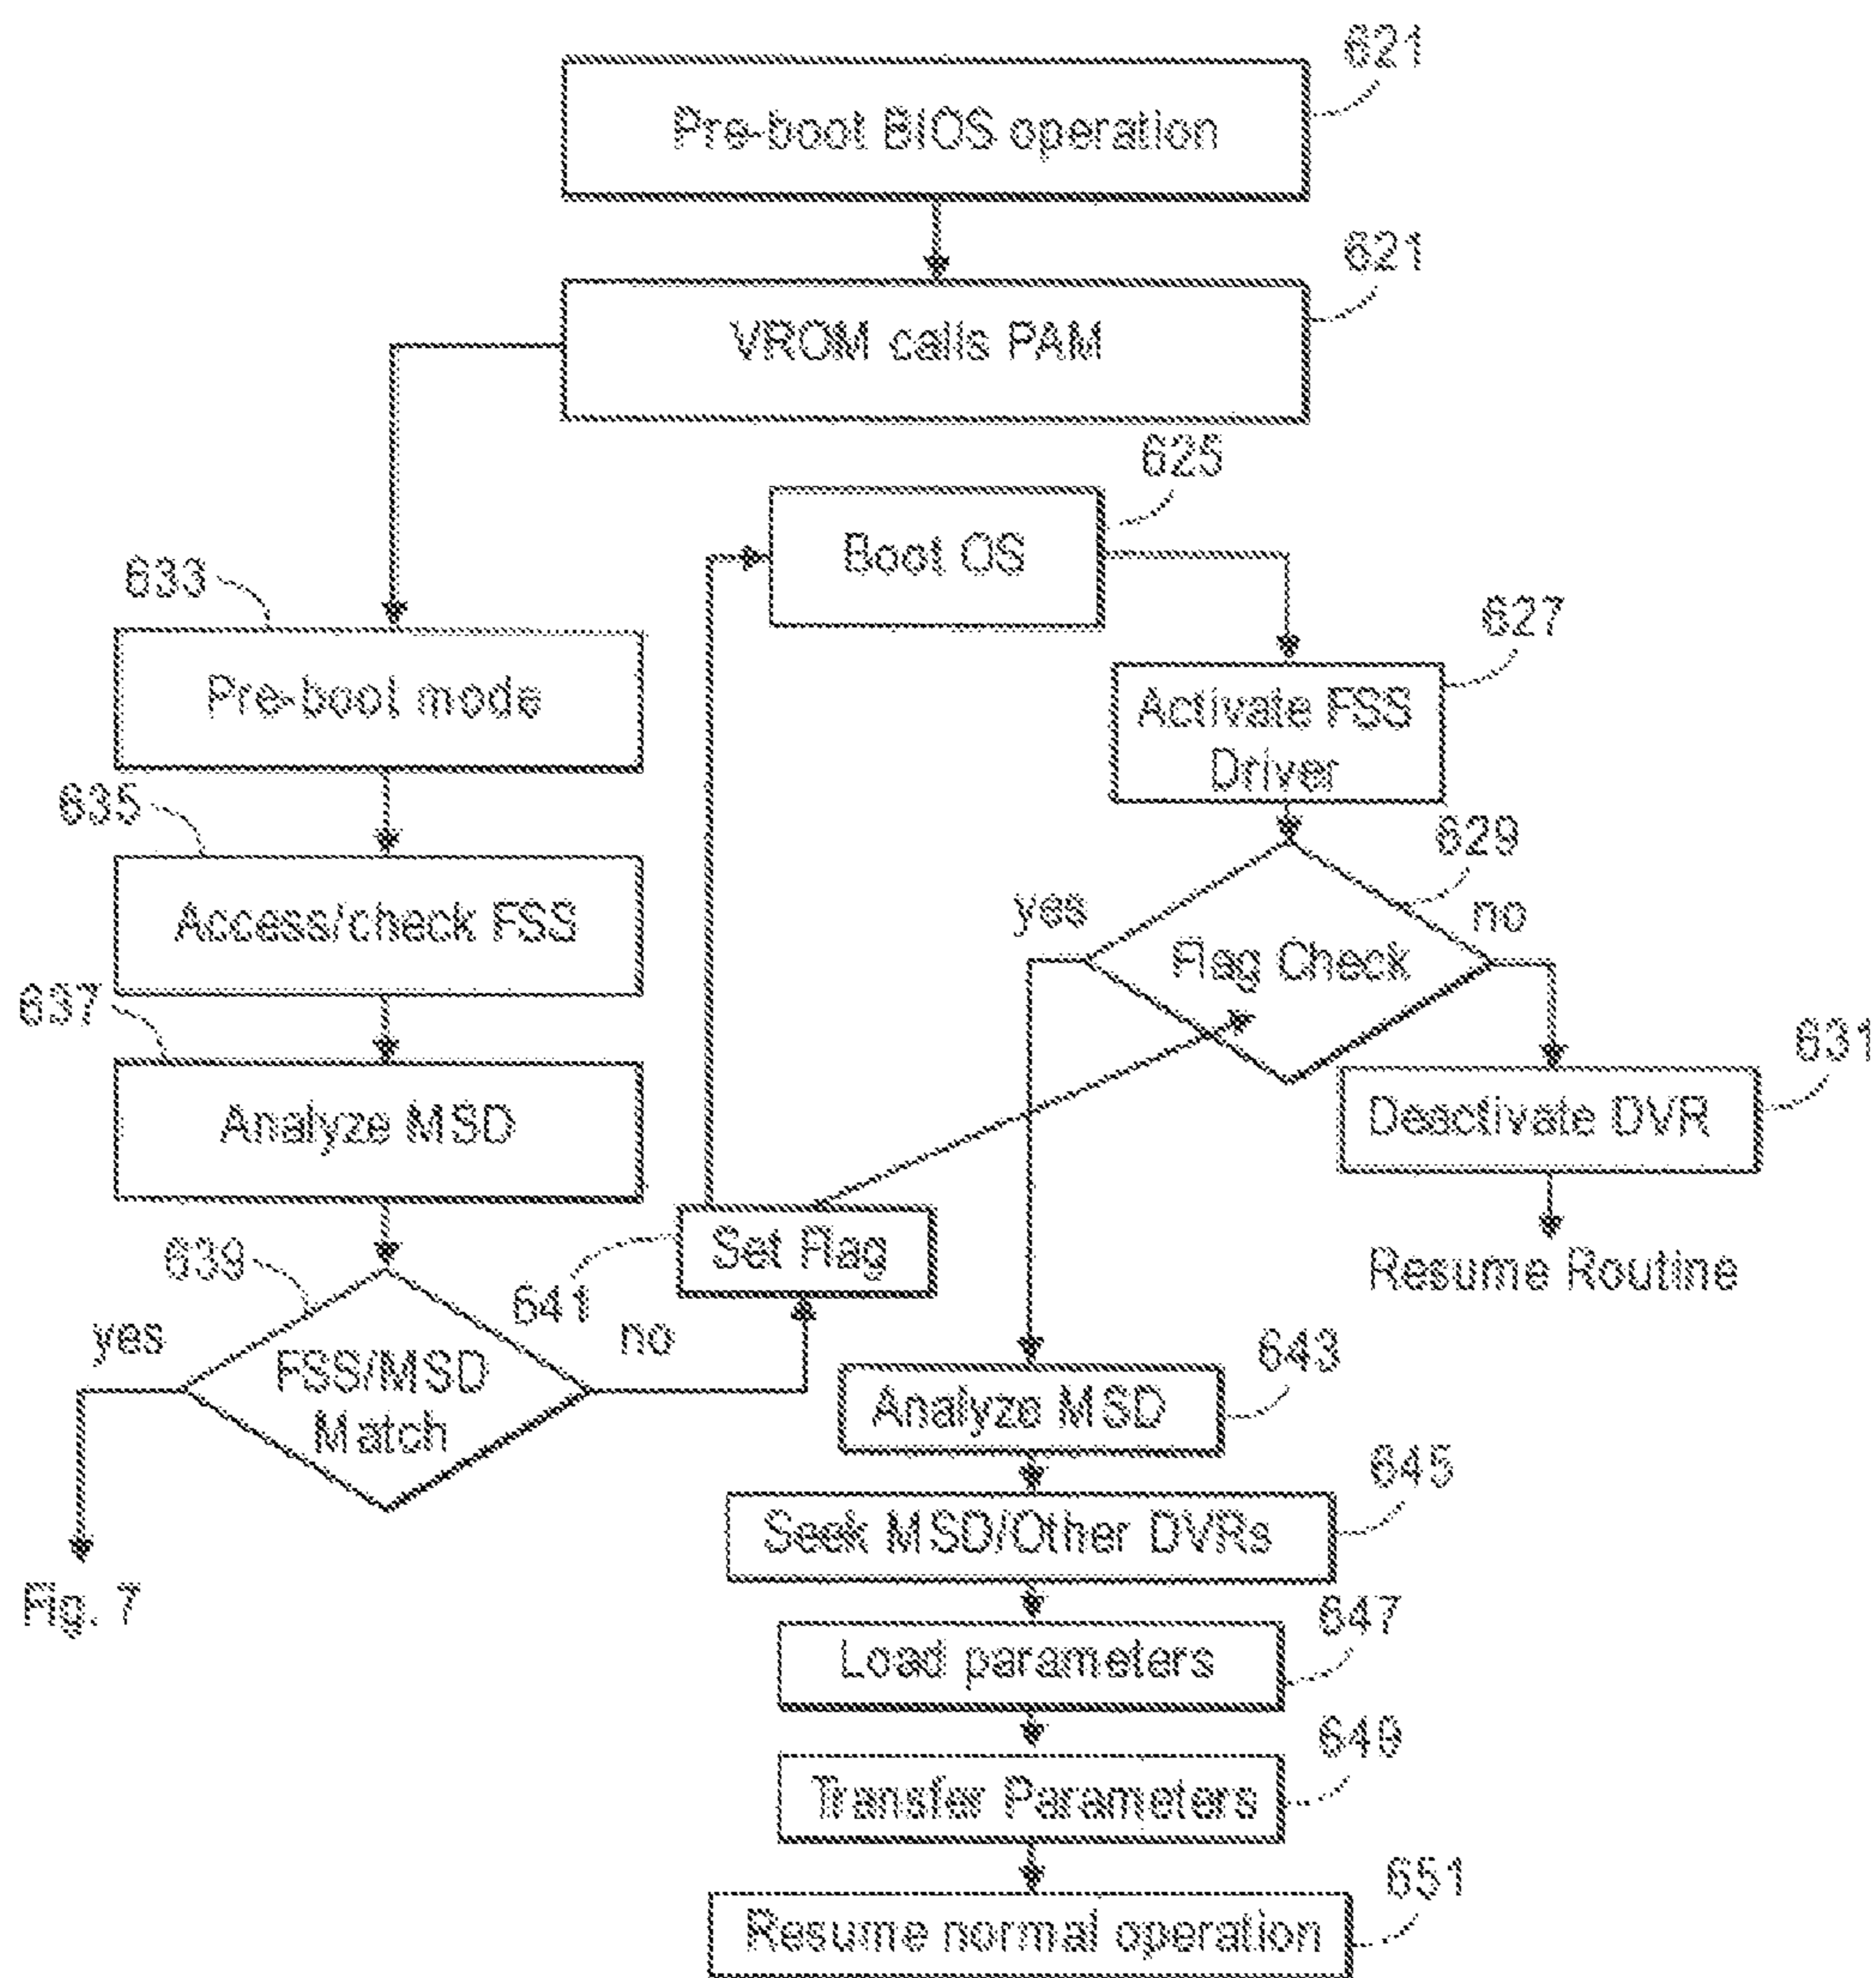 621
Pre-boot BIOS operation
621
VROM calls PAM
625
Boot OS
633
Pre-boot mode
627
Activate FSS
Driver
635
Access/check FSS
629
yes
Flag Check
no
637
Analyze MSD
631
Deactivate DVR
Resume Routine
639
yes
FSS/MSD
Match
no
641
Set Flag
Fig. 7
643
Analyze MSD
645
Seek MSD/Other DVRs
647
Load parameters
649
Transfer Parameters
651
Resume normal operation